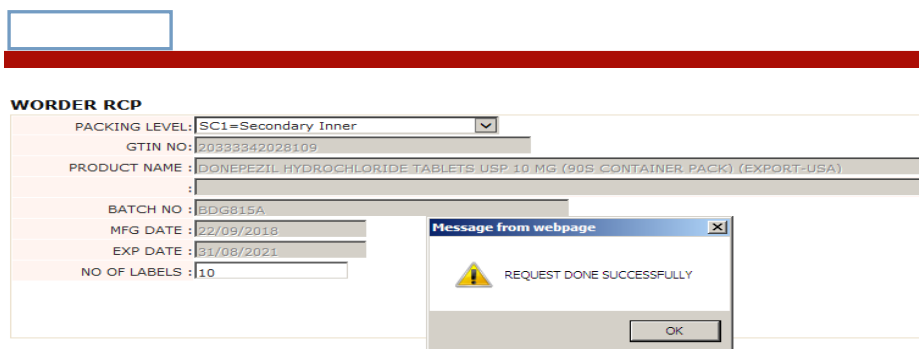 WORDER RCP
PACKING LEVEL: SC1=Secondary Inner
GTIN NO: 20333342028109
PRODUCT NAME : DONEPEZIL HYDROCHLORIDE TABLETS USP 10 MG (90S CONTAINER PACK) (EXPORT-USA)
:
BATCH NO : BDG815A
MFG DATE : 22/09/2018
EXP DATE : 31/08/2021
NO OF LABELS : 10
Message from webpage
REQUEST DONE SUCCESSFULLY
OK